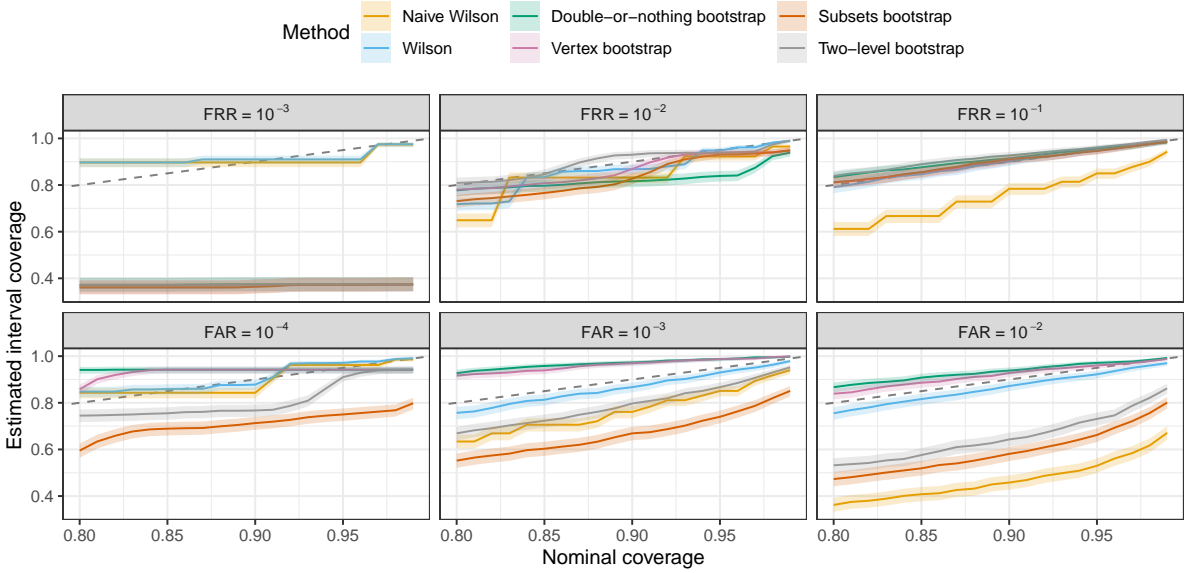 Method
Naive Wilson
Double−or−nothing bootstrap
Subsets bootstrap
Wilson
Vertex bootstrap
Two−level bootstrap
Estimated interval coverage
FRR = 10⁻³
FRR = 10⁻²
FRR = 10⁻¹
1.0
0.8
0.6
0.4
FAR = 10⁻⁴
FAR = 10⁻³
FAR = 10⁻²
1.0
0.8
0.6
0.4
0.80 0.85 0.90 0.95
0.80 0.85 0.90 0.95
0.80 0.85 0.90 0.95
Nominal coverage